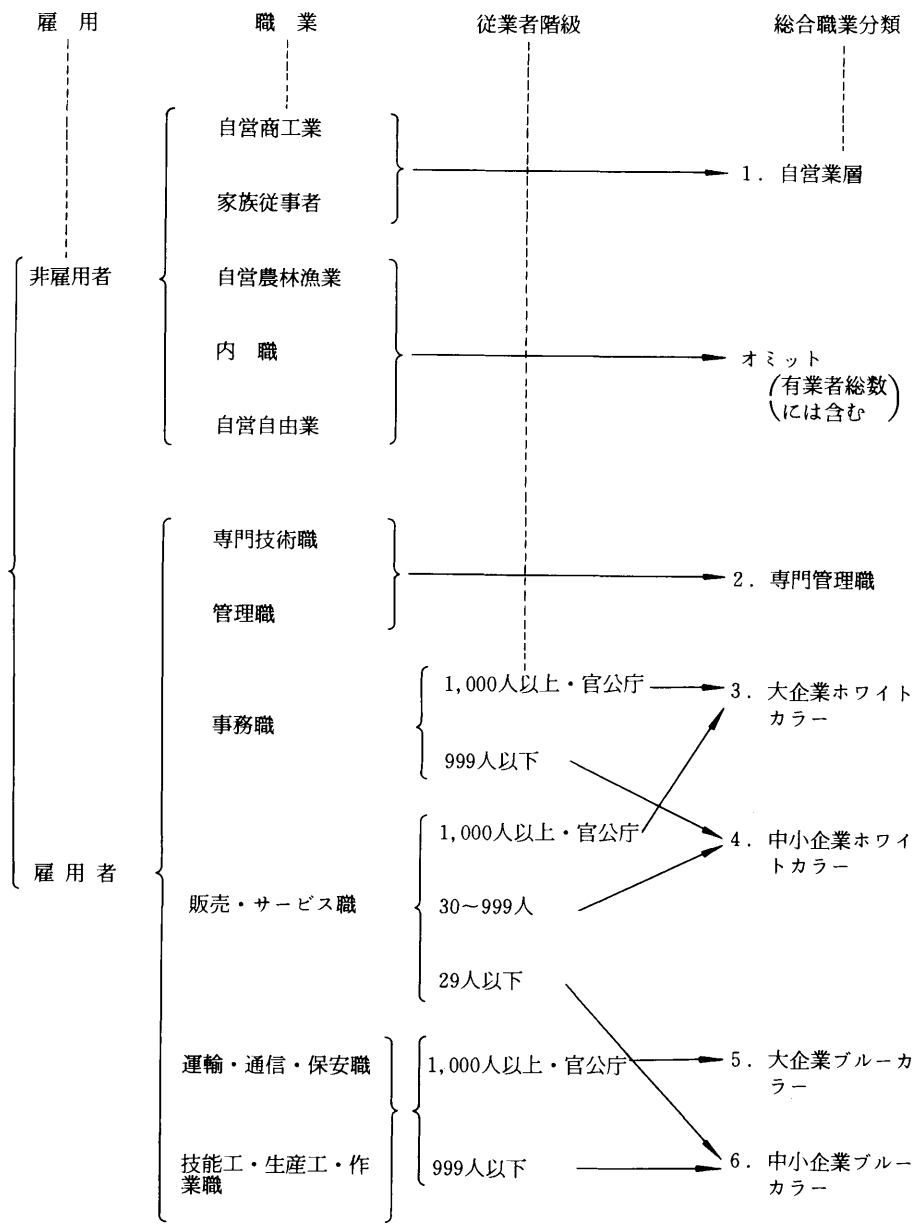 雇用 職業 従業者階級 総合職業分類
自営商工業
1. 自営業層
家族従事者
非雇用者 自営農林漁業
内職
オミット
(有業者総数
には含む)
自営自由業
専門技術職
2. 専門管理職
管理職
1,000人以上・官公庁
3. 大企業ホワイト
カラー
事務職
999人以下
1,000人以上・官公庁
4. 中小企業ホワイ
トカラー
雇用者
販売・サービス職
30~999人
29人以下
運輸・通信・保安職
1,000人以上・官公庁
5. 大企業ブルーカ
ラー
技能工・生産工・作
業職
999人以下
6. 中小企業ブルー
カラー